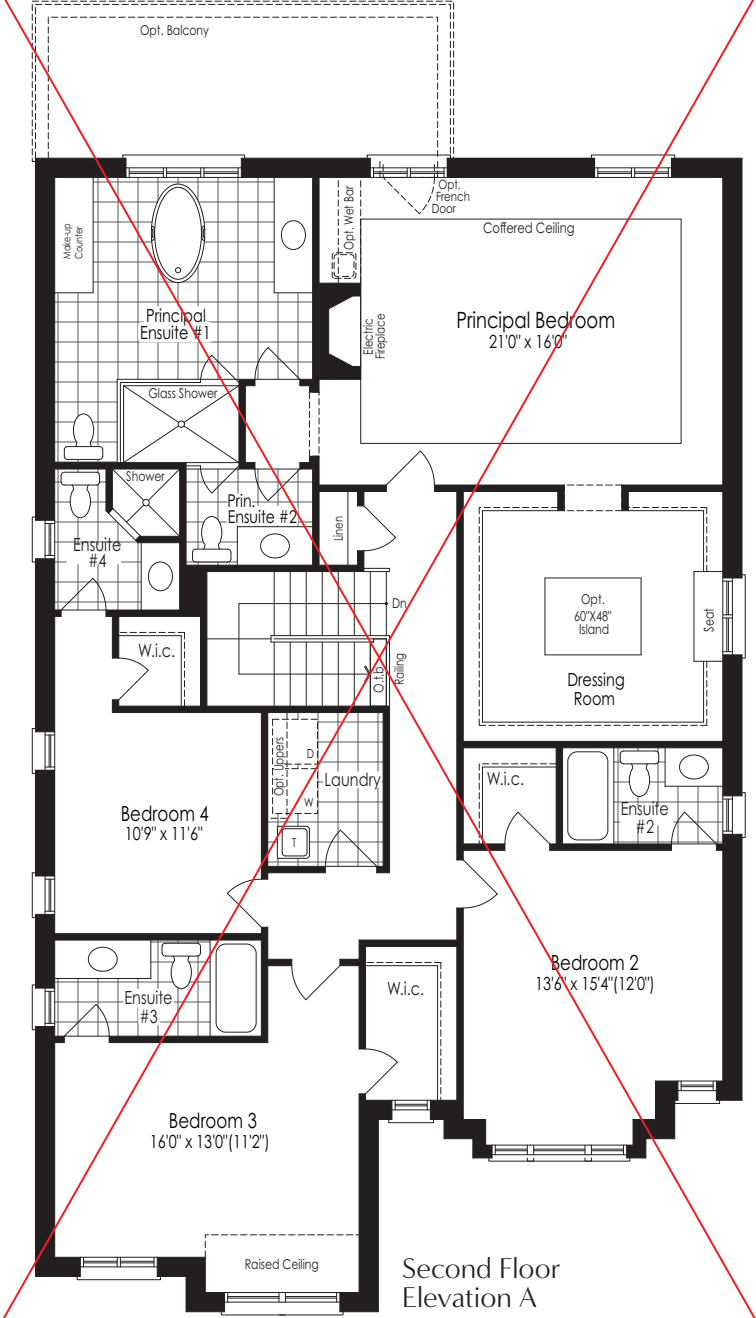 Opt. Balcony
Opt.
French
Door
Opt. Wet Bar
Make-up
Counter
Coffered Ceiling
Principal
Ensuite #1
Electric
Fireplace
Principal Bedroom
21'0" x 16'0"
Glass Shower
Shower
Prin.
Ensuite #2
Linen
Ensuite
#4
Dn
Opt.
60"X48"
Island
Seat
W.i.c.
O.t.b.
Railing
Dressing
Room
Opt. Uppers
D
W
T
Laundry
W.i.c.
Ensuite
#2
Bedroom 4
10'9" x 11'6"
Bedroom 2
13'6" x 15'4"(12'0")
W.i.c.
Ensuite
#3
Bedroom 3
16'0" x 13'0"(11'2")
Raised Ceiling
Second Floor
Elevation A